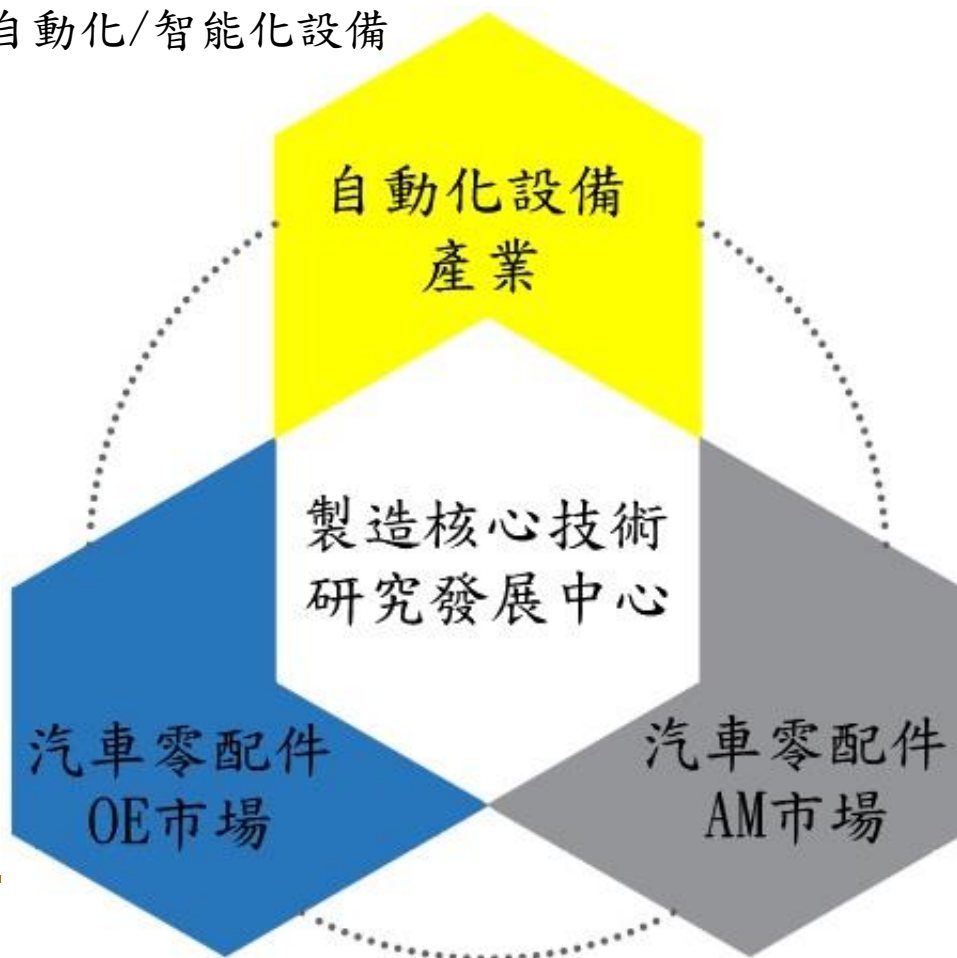 自動化/智能化設備
自動化設備
產業
製造核心技術
研究發展中心
汽車零配件
OE市場
汽車零配件
AM市場